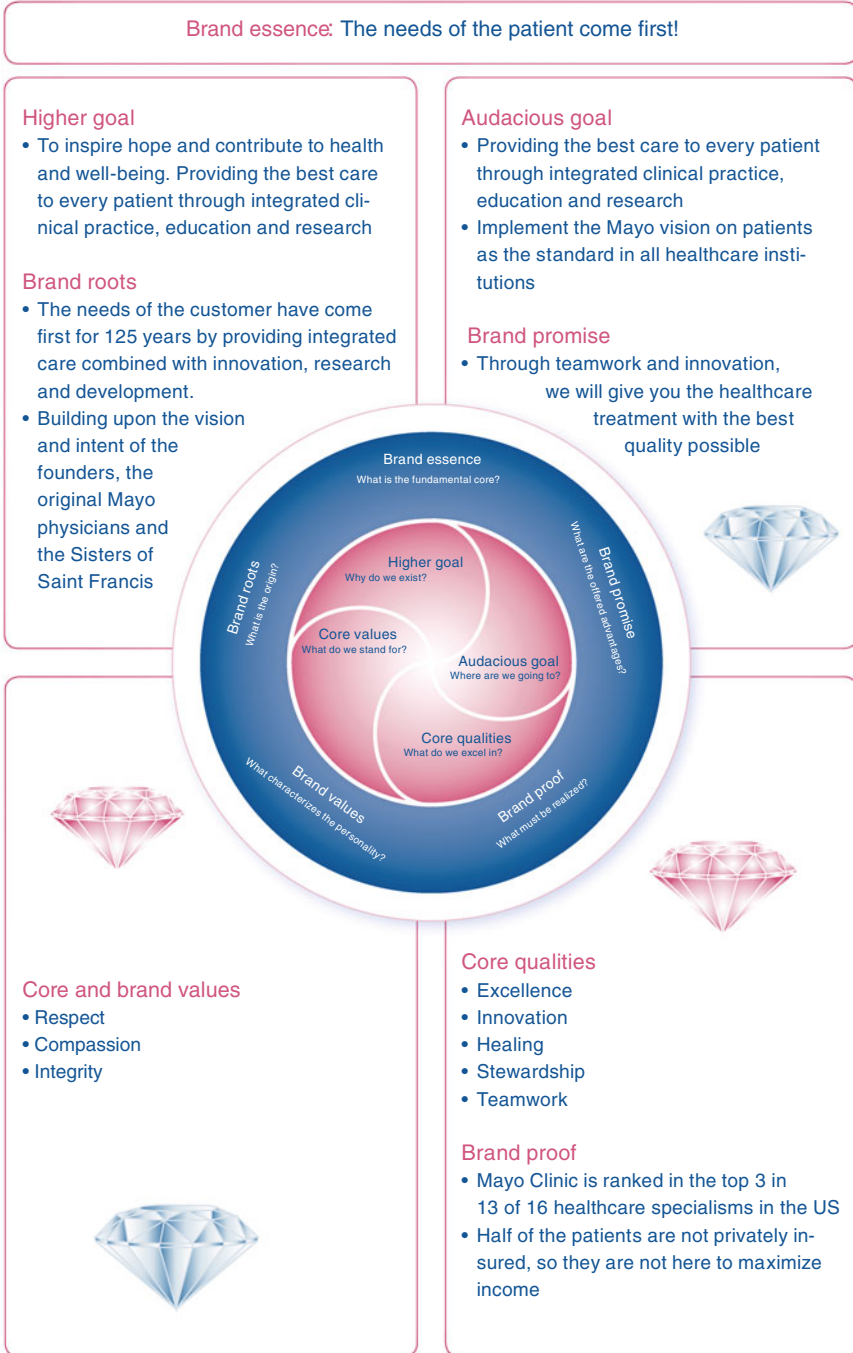 Brand essence: The needs of the patient come first!
Higher goal
• To inspire hope and contribute to health
and well-being. Providing the best care
to every patient through integrated cli-
nical practice, education and research
Brand roots
• The needs of the customer have come
first for 125 years by providing integrated
care combined with innovation, research
and development.
• Building upon the vision
and intent of the
founders, the
original Mayo
physicians and
the Sisters of
Saint Francis
Audacious goal
• Providing the best care to every patient
through integrated clinical practice,
education and research
• Implement the Mayo vision on patients
as the standard in all healthcare insti-
tutions
Brand promise
• Through teamwork and innovation,
we will give you the healthcare
treatment with the best
quality possible
Brand essence
What is the fundamental core?
Brand roots
What is the origin?
Brand promise
What are the offered advantages?
Higher goal
Why do we exist?
Core values
What do we stand for?
Audacious goal
Where are we going to?
Core qualities
What do we excel in?
Brand values
What characterizes the personality?
Brand proof
What must be realized?
Core and brand values
• Respect
• Compassion
• Integrity
Core qualities
• Excellence
• Innovation
• Healing
• Stewardship
• Teamwork
Brand proof
• Mayo Clinic is ranked in the top 3 in
13 of 16 healthcare specialisms in the US
• Half of the patients are not privately in-
sured, so they are not here to maximize
income